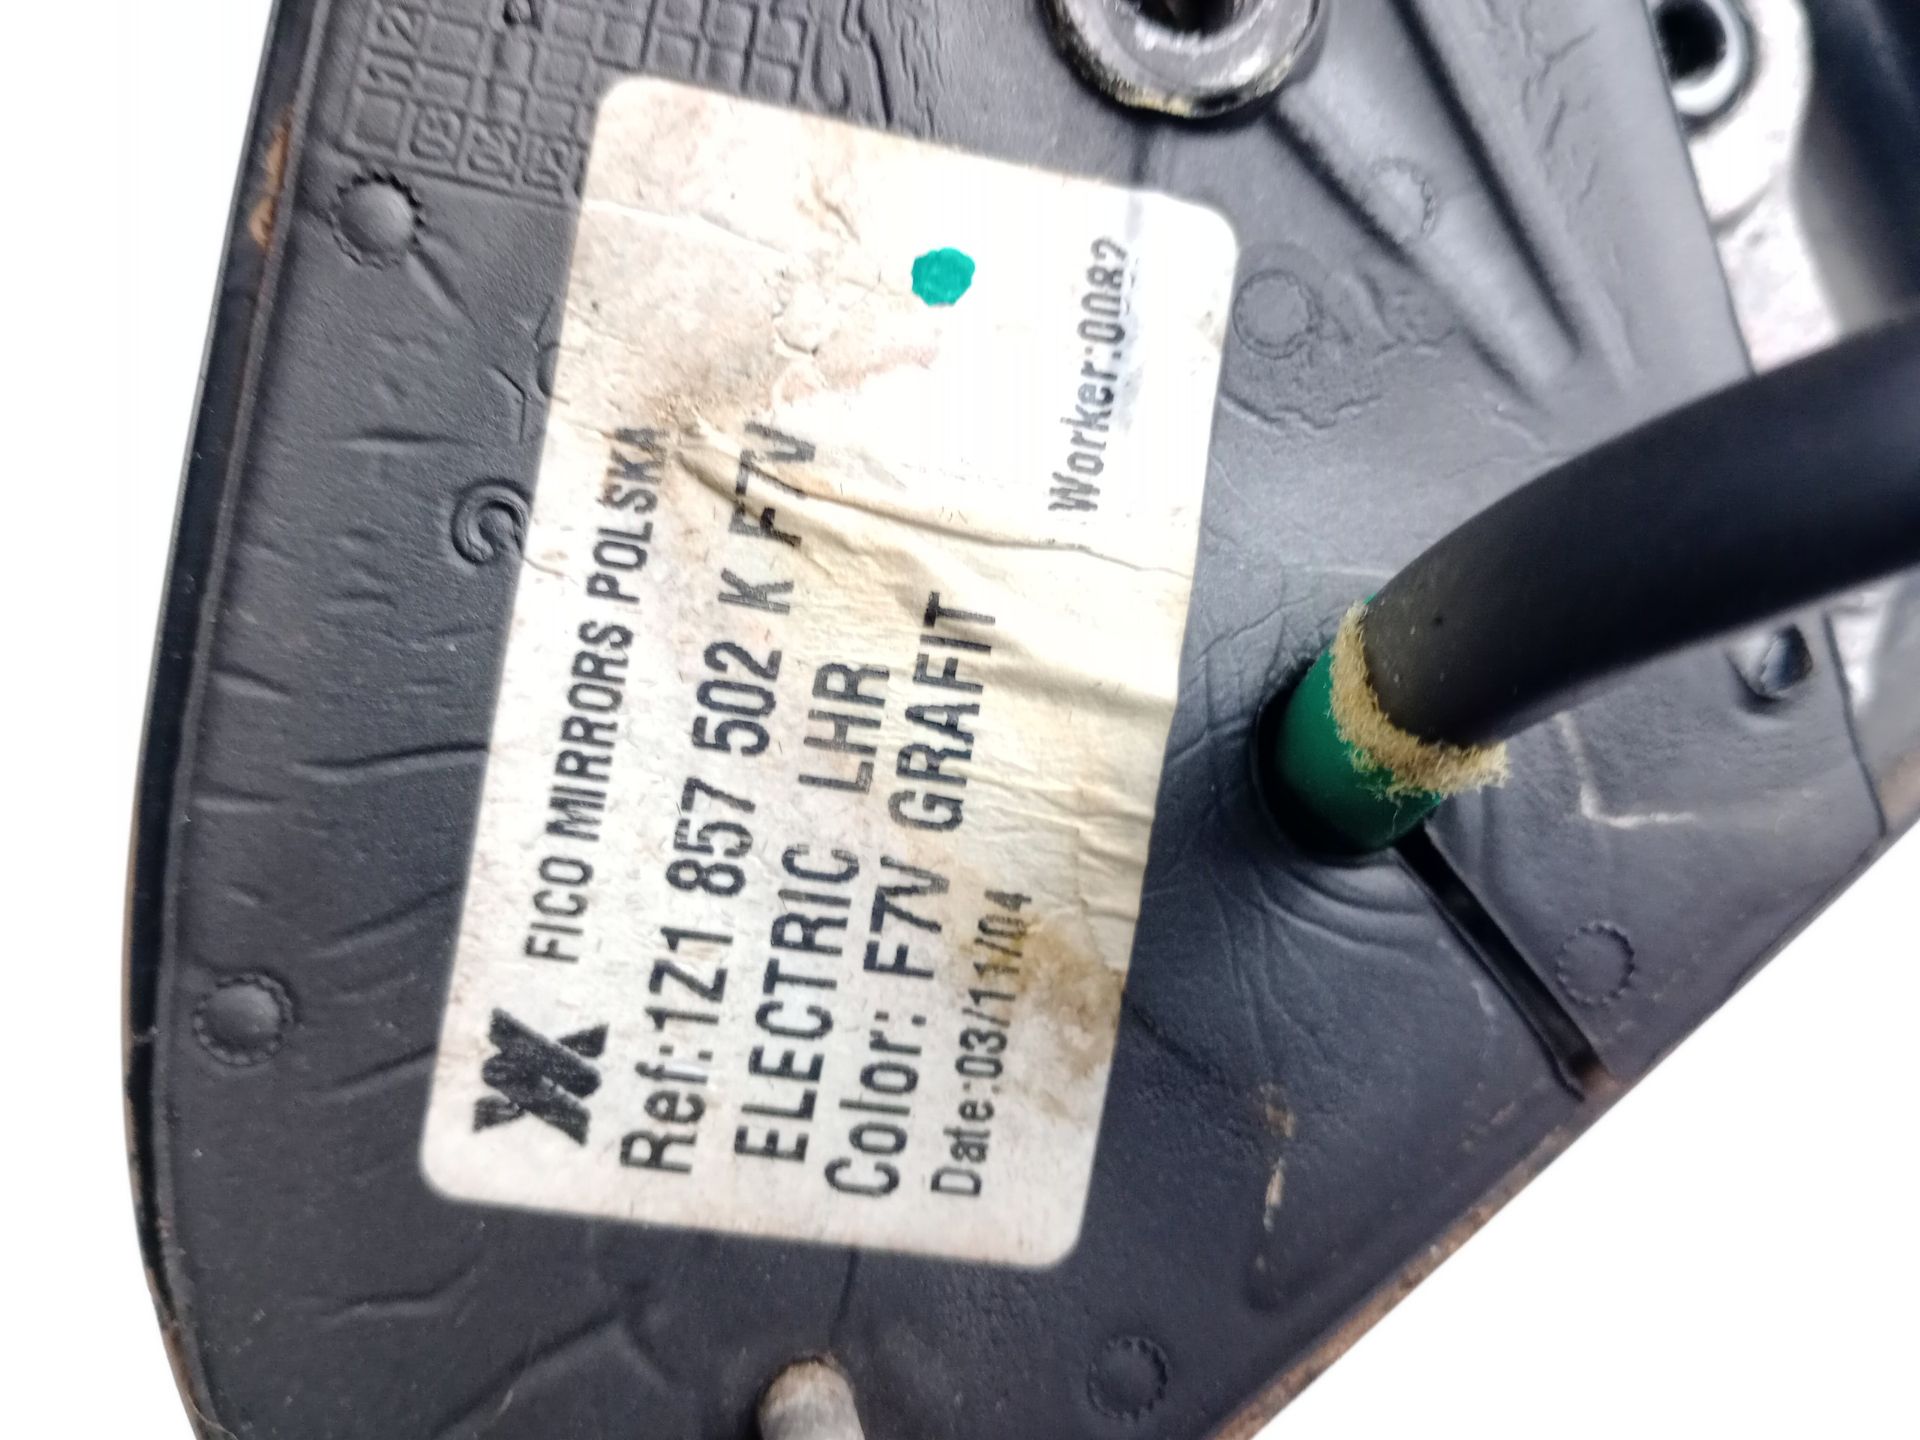 FICO MIRRORS POLSKA
Ref:1Z1 857 502 K F7V
ELECTRIC LHR
Color: F7V GRAFIT
Date:03/11/04
Worker:0082